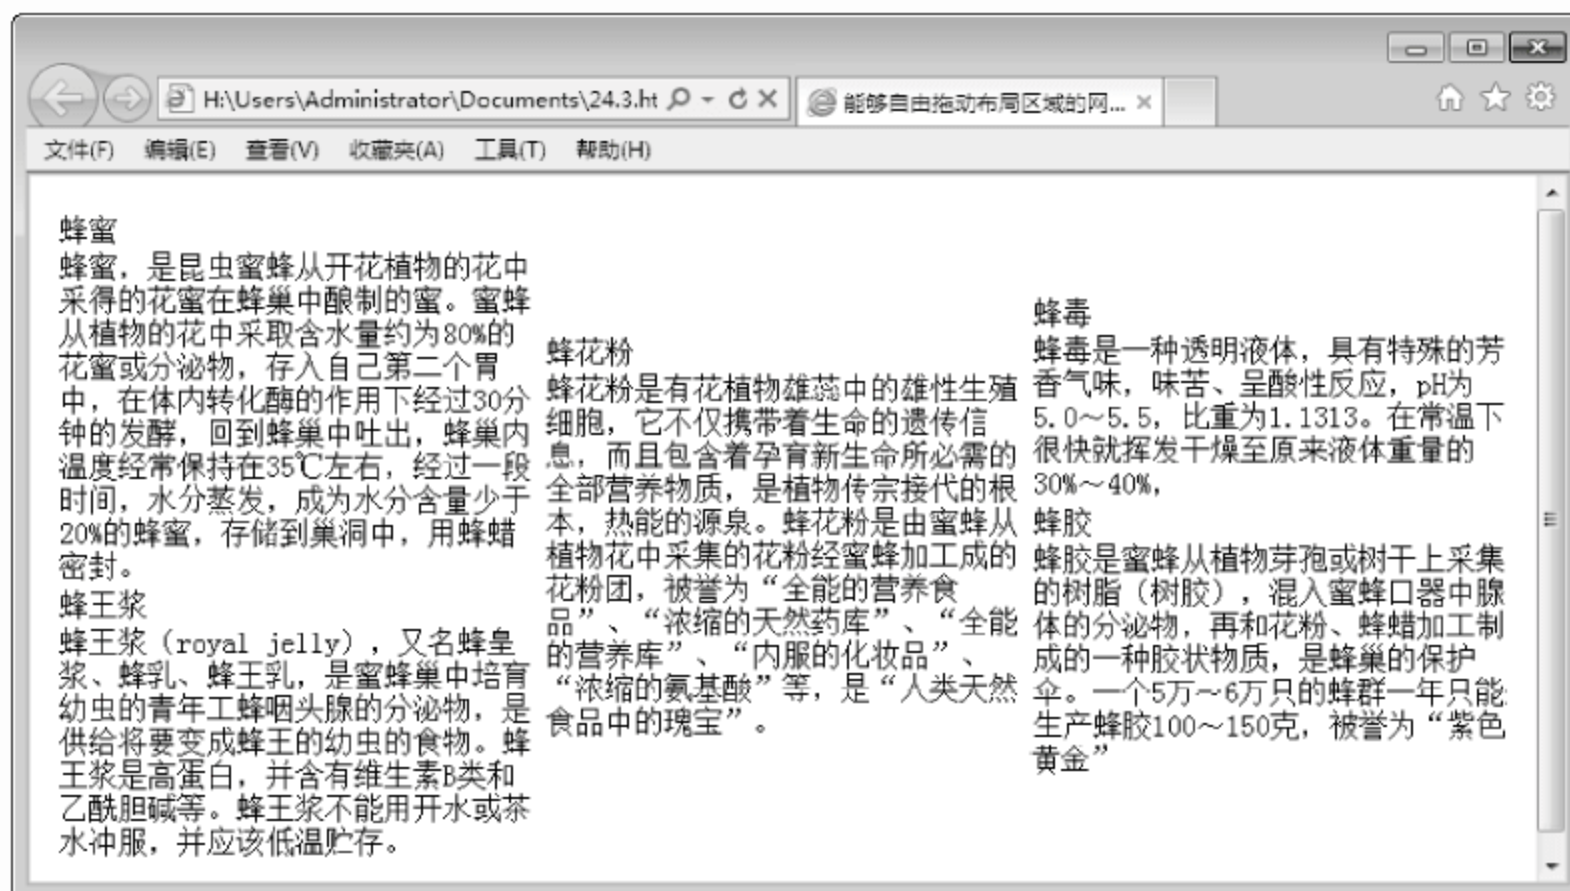 H:\Users\Administrator\Documents\24.3.ht
能够自由拖动布局区域的网...
文件(F) 编辑(E) 查看(V) 收藏夹(A) 工具(T) 帮助(H)
蜂蜜
蜂蜜，是昆虫蜜蜂从开花植物的花中
采得的花蜜在蜂巢中酿制的蜜。蜜蜂
从植物的花中采取含水量约为80%的
花蜜或分泌物，存入自己第二个胃
中，在体内转化酶的作用下经过30分
钟的发酵，回到蜂巢中吐出，蜂巢内
温度经常保持在35℃左右，经过一段
时间，水分蒸发，成为水分含量少于
20%的蜂蜜，存储到巢洞中，用蜂蜡
密封。
蜂王浆
蜂王浆（royal jelly），又名蜂皇
浆、蜂乳、蜂王乳，是蜜蜂巢中培育
幼虫的青年工蜂咽头腺的分泌物，是
供给将要变成蜂王的幼虫的食物。蜂
王浆是高蛋白，并含有维生素B类和
乙酰胆碱等。蜂王浆不能用开水或茶
水冲服，并应该低温贮存。
蜂花粉
蜂花粉是有花植物雄蕊中的雄性生殖
细胞，它不仅携带着生命的遗传信
息，而且包含着孕育新生命所必需的
全部营养物质，是植物传宗接代的根
本，热能的源泉。蜂花粉是由蜜蜂从
植物花中采集的花粉经蜜蜂加工成的
花粉团，被誉为“全能的营养食
品”、“浓缩的天然药库”、“全能
的营养库”、“内服的化妆品”、
“浓缩的氨基酸”等，是“人类天然
食品中的瑰宝”。
蜂毒
蜂毒是一种透明液体，具有特殊的芳
香气味，味苦、呈酸性反应，pH为
5.0～5.5，比重为1.1313。在常温下
很快就挥发干燥至原来液体重量的
30%～40%，
蜂胶
蜂胶是蜜蜂从植物芽孢或树干上采集
的树脂（树胶），混入蜜蜂口器中腺
体的分泌物，再和花粉、蜂蜡加工制
成的一种胶状物质，是蜂巢的保护
伞。一个5万～6万只的蜂群一年只能
生产蜂胶100～150克，被誉为“紫色
黄金”